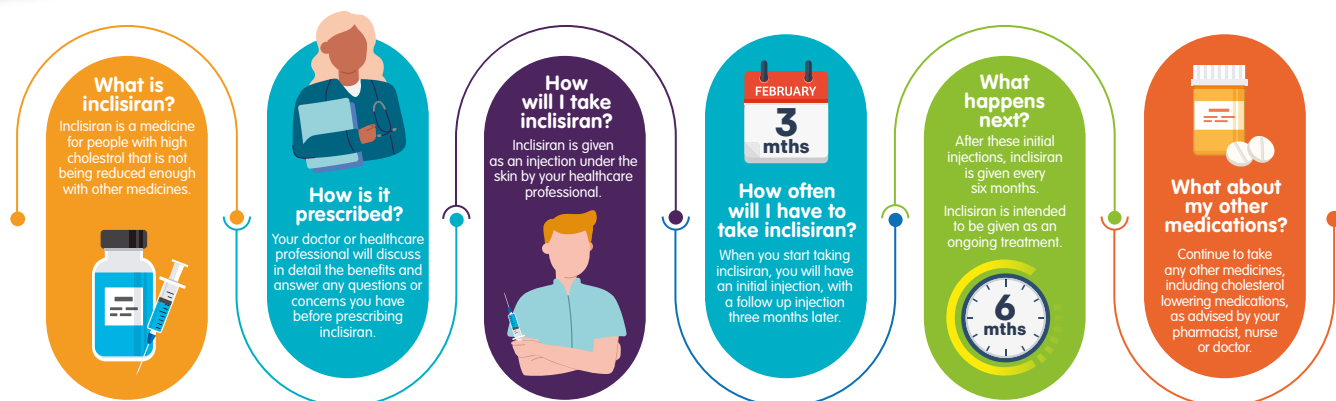 What is
inclisiran?
Inclisiran is a medicine
for people with high
cholestrol that is not
being reduced enough
with other medicines.
How is it
prescribed?
Your doctor or healthcare
professional will discuss
in detail the benefits and
answer any questions or
concerns you have
before prescribing
inclisiran.
How
will I take
inclisiran?
Inclisiran is given
as an injection under the
skin by your healthcare
professional.
FEBRUARY
3
mths
How often
will I have to
take inclisiran?
When you start taking
inclisiran, you will have
an initial injection, with
a follow up injection
three months later.
What
happens
next?
After these initial
injections, inclisiran
is given every
six months.
Inclisiran is intended
to be given as an
ongoing treatment.
6
mths
What about
my other
medications?
Continue to take
any other medicines,
including cholesterol
lowering medications,
as advised by your
pharmacist, nurse
or doctor.